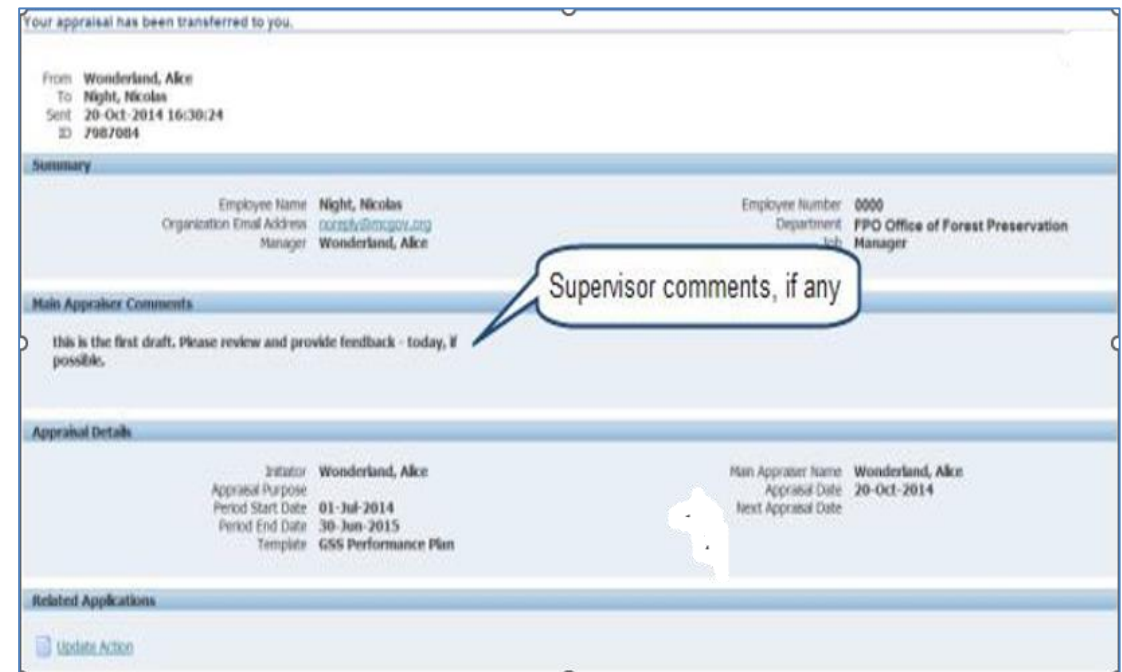 Your appraisal has been transferred to you.
From Wonderland, Alice
To Night, Nicolas
Sent 20-Oct-2014 16:30:24
ID 7987084
Summary
Employee Name Night, Nicolas
Employee Number 0000
Organization Email Address noreply@mcgov.org
Department FPO Office of Forest Preservation
Manager Wonderland, Alice
Job Manager
Supervisor comments, if any
Main Appraiser Comments
this is the first draft. Please review and provide feedback - today, if
possible.
Appraisal Details
Initiator Wonderland, Alice
Main Appraiser Name Wonderland, Alice
Appraisal Purpose
Appraisal Date 20-Oct-2014
Period Start Date 01-Jul-2014
Next Appraisal Date
Period End Date 30-Jun-2015
Template GSS Performance Plan
Related Applications
Update Action